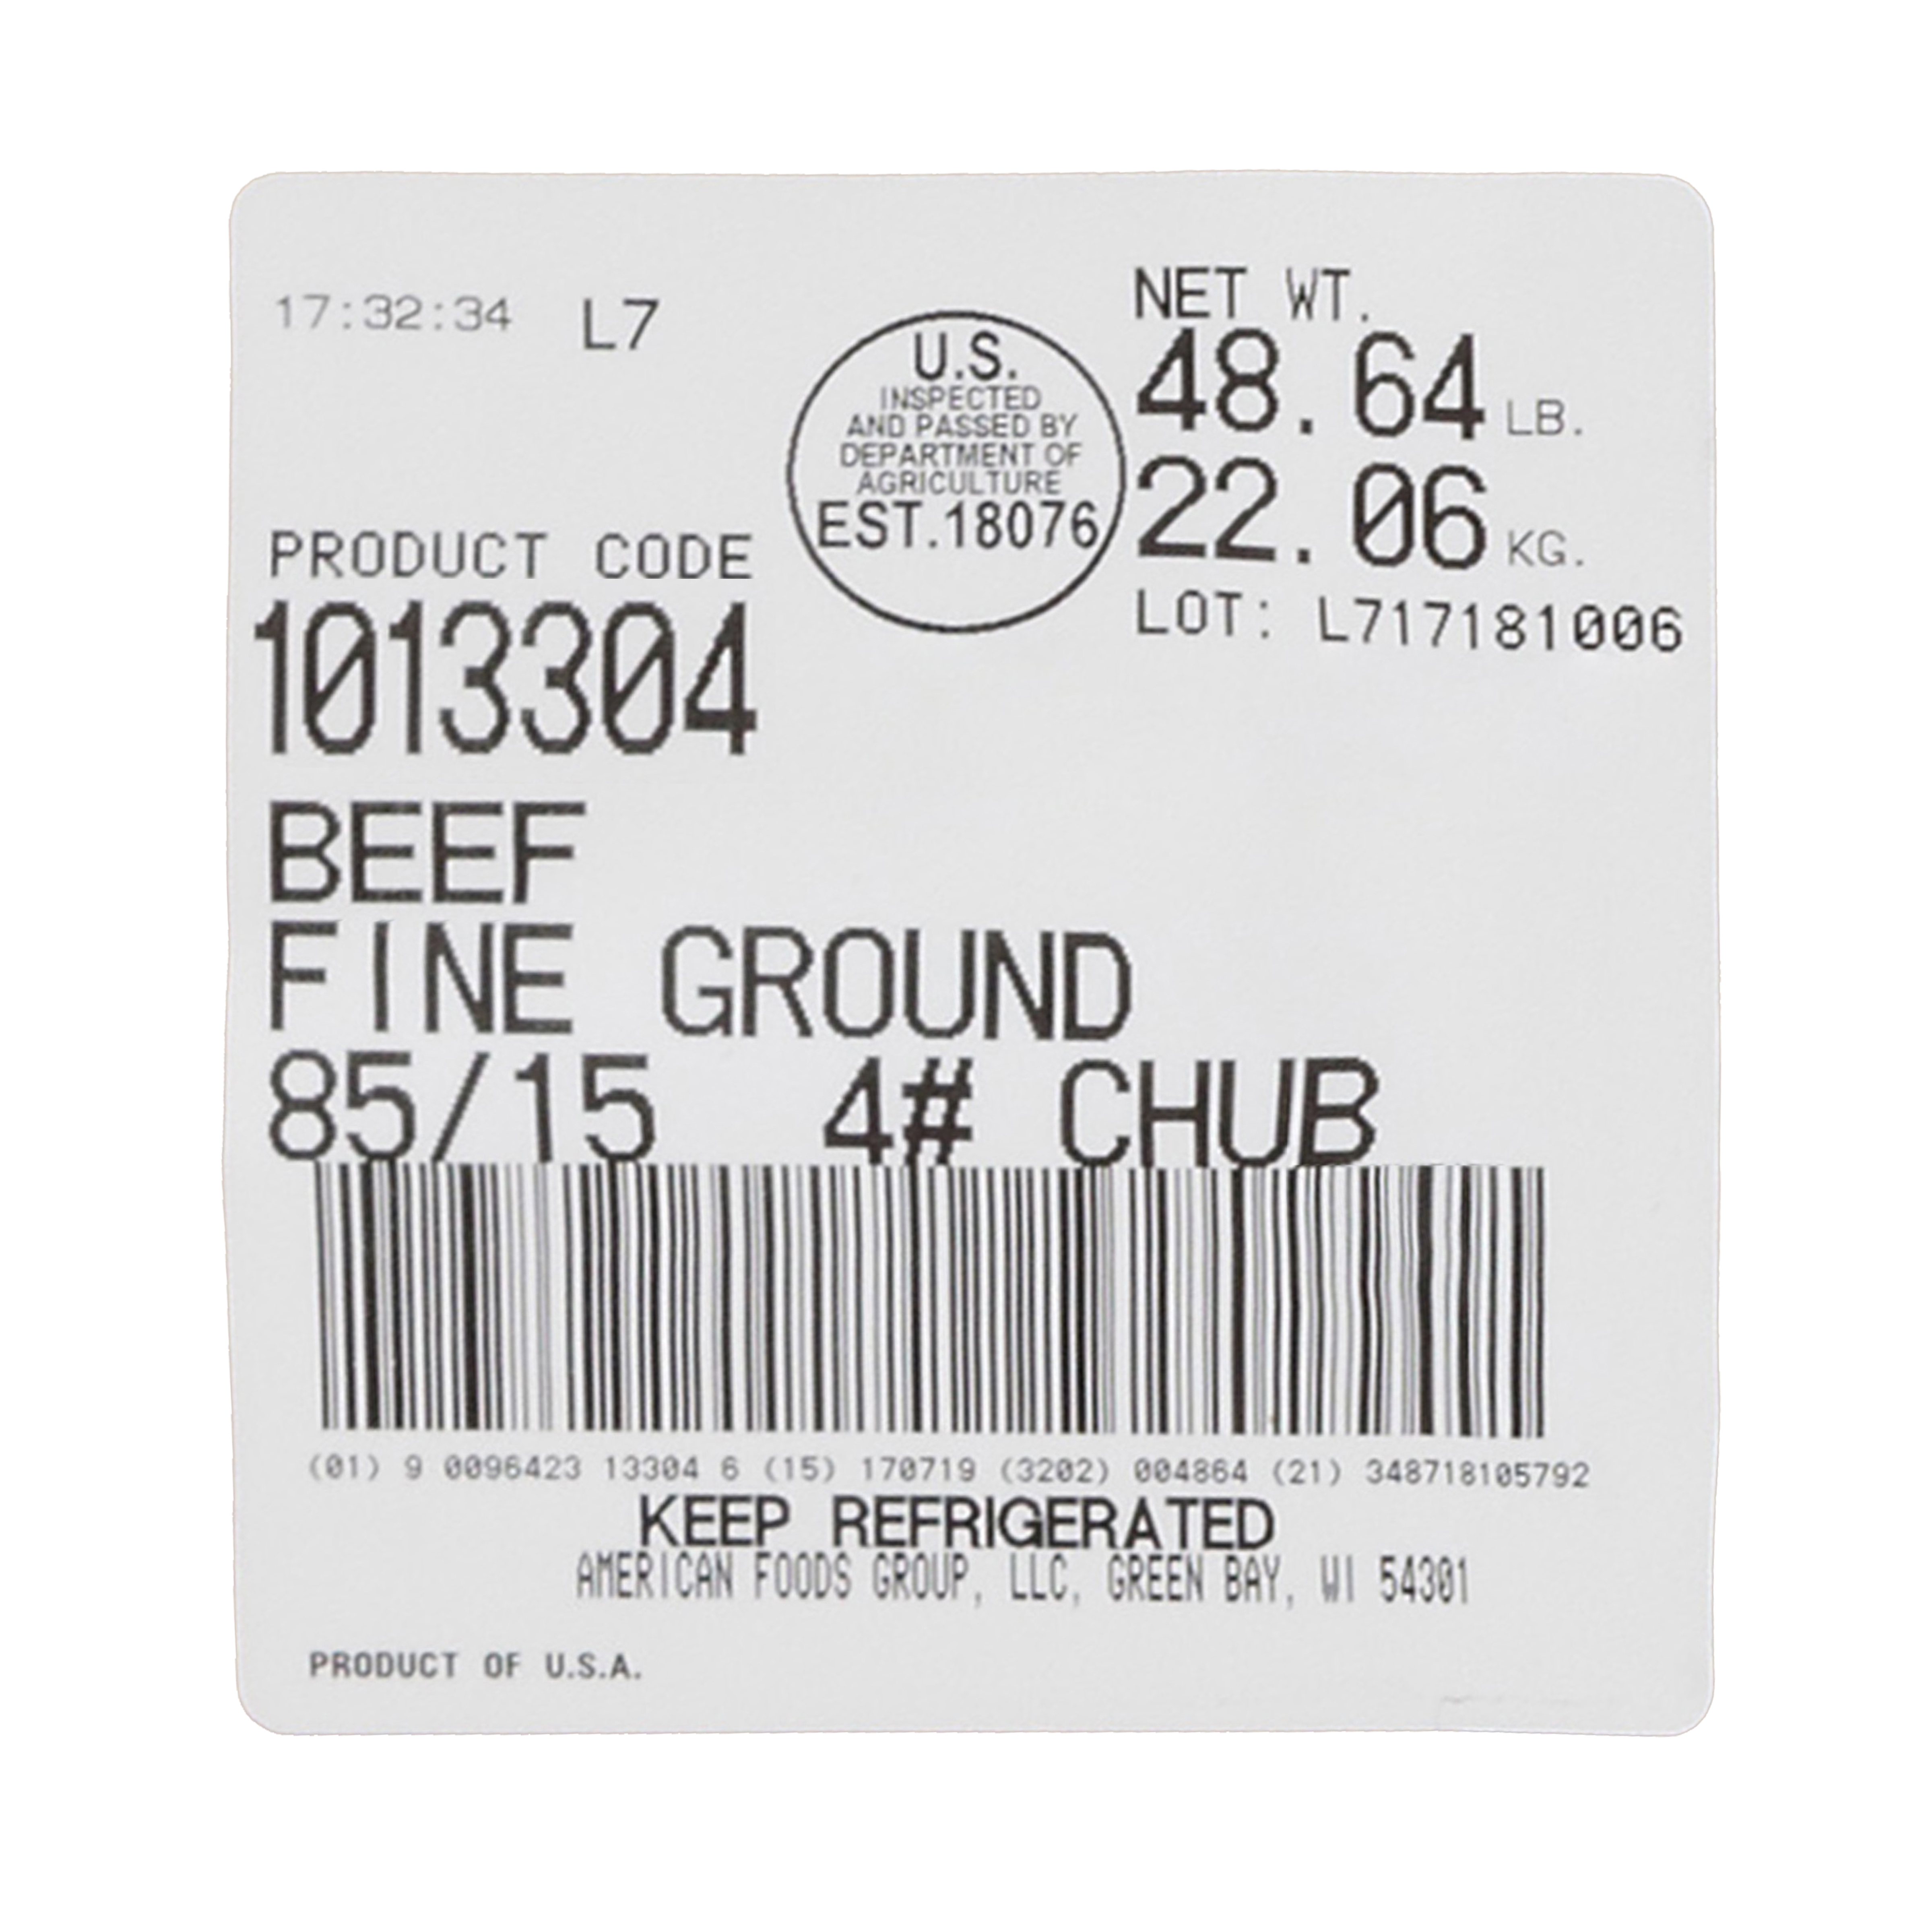 17:32:34 L7
U.S.
INSPECTED
AND PASSED BY
DEPARTMENT OF
AGRICULTURE
EST.18076
NET WT.
48.64 LB.
22.06 KG.
LOT: L717181006
PRODUCT CODE
1013304
BEEF
FINE GROUND
85/15 4# CHUB
(01) 9 0096423 13304 6 (15) 170719 (3202) 004864 (21) 348718105792
KEEP REFRIGERATED
AMERICAN FOODS GROUP, LLC, GREEN BAY, WI 54301
PRODUCT OF U.S.A.